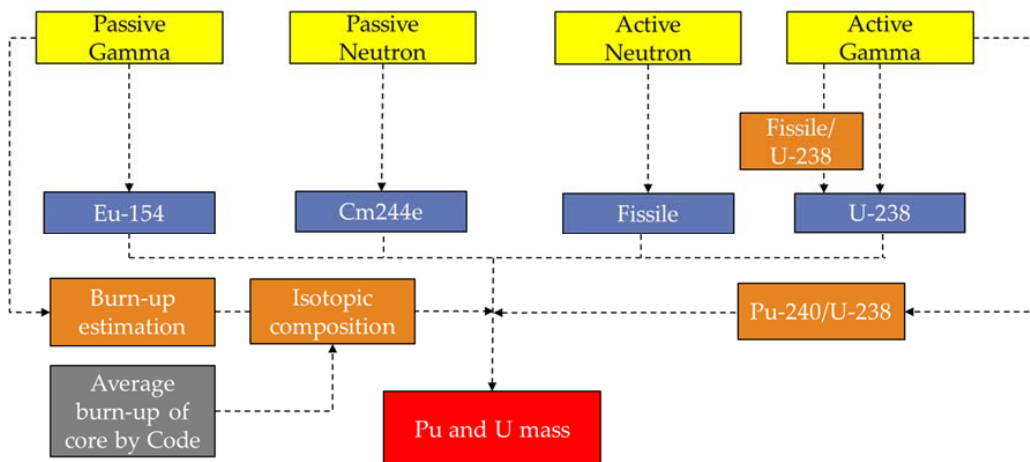 Passive
Gamma
Passive
Neutron
Active
Neutron
Active
Gamma
Fissile/
U-238
Eu-154
Cm244e
Fissile
U-238
Burn-up
estimation
Isotopic
composition
Pu-240/U-238
Average
burn-up of
core by Code
Pu and U mass